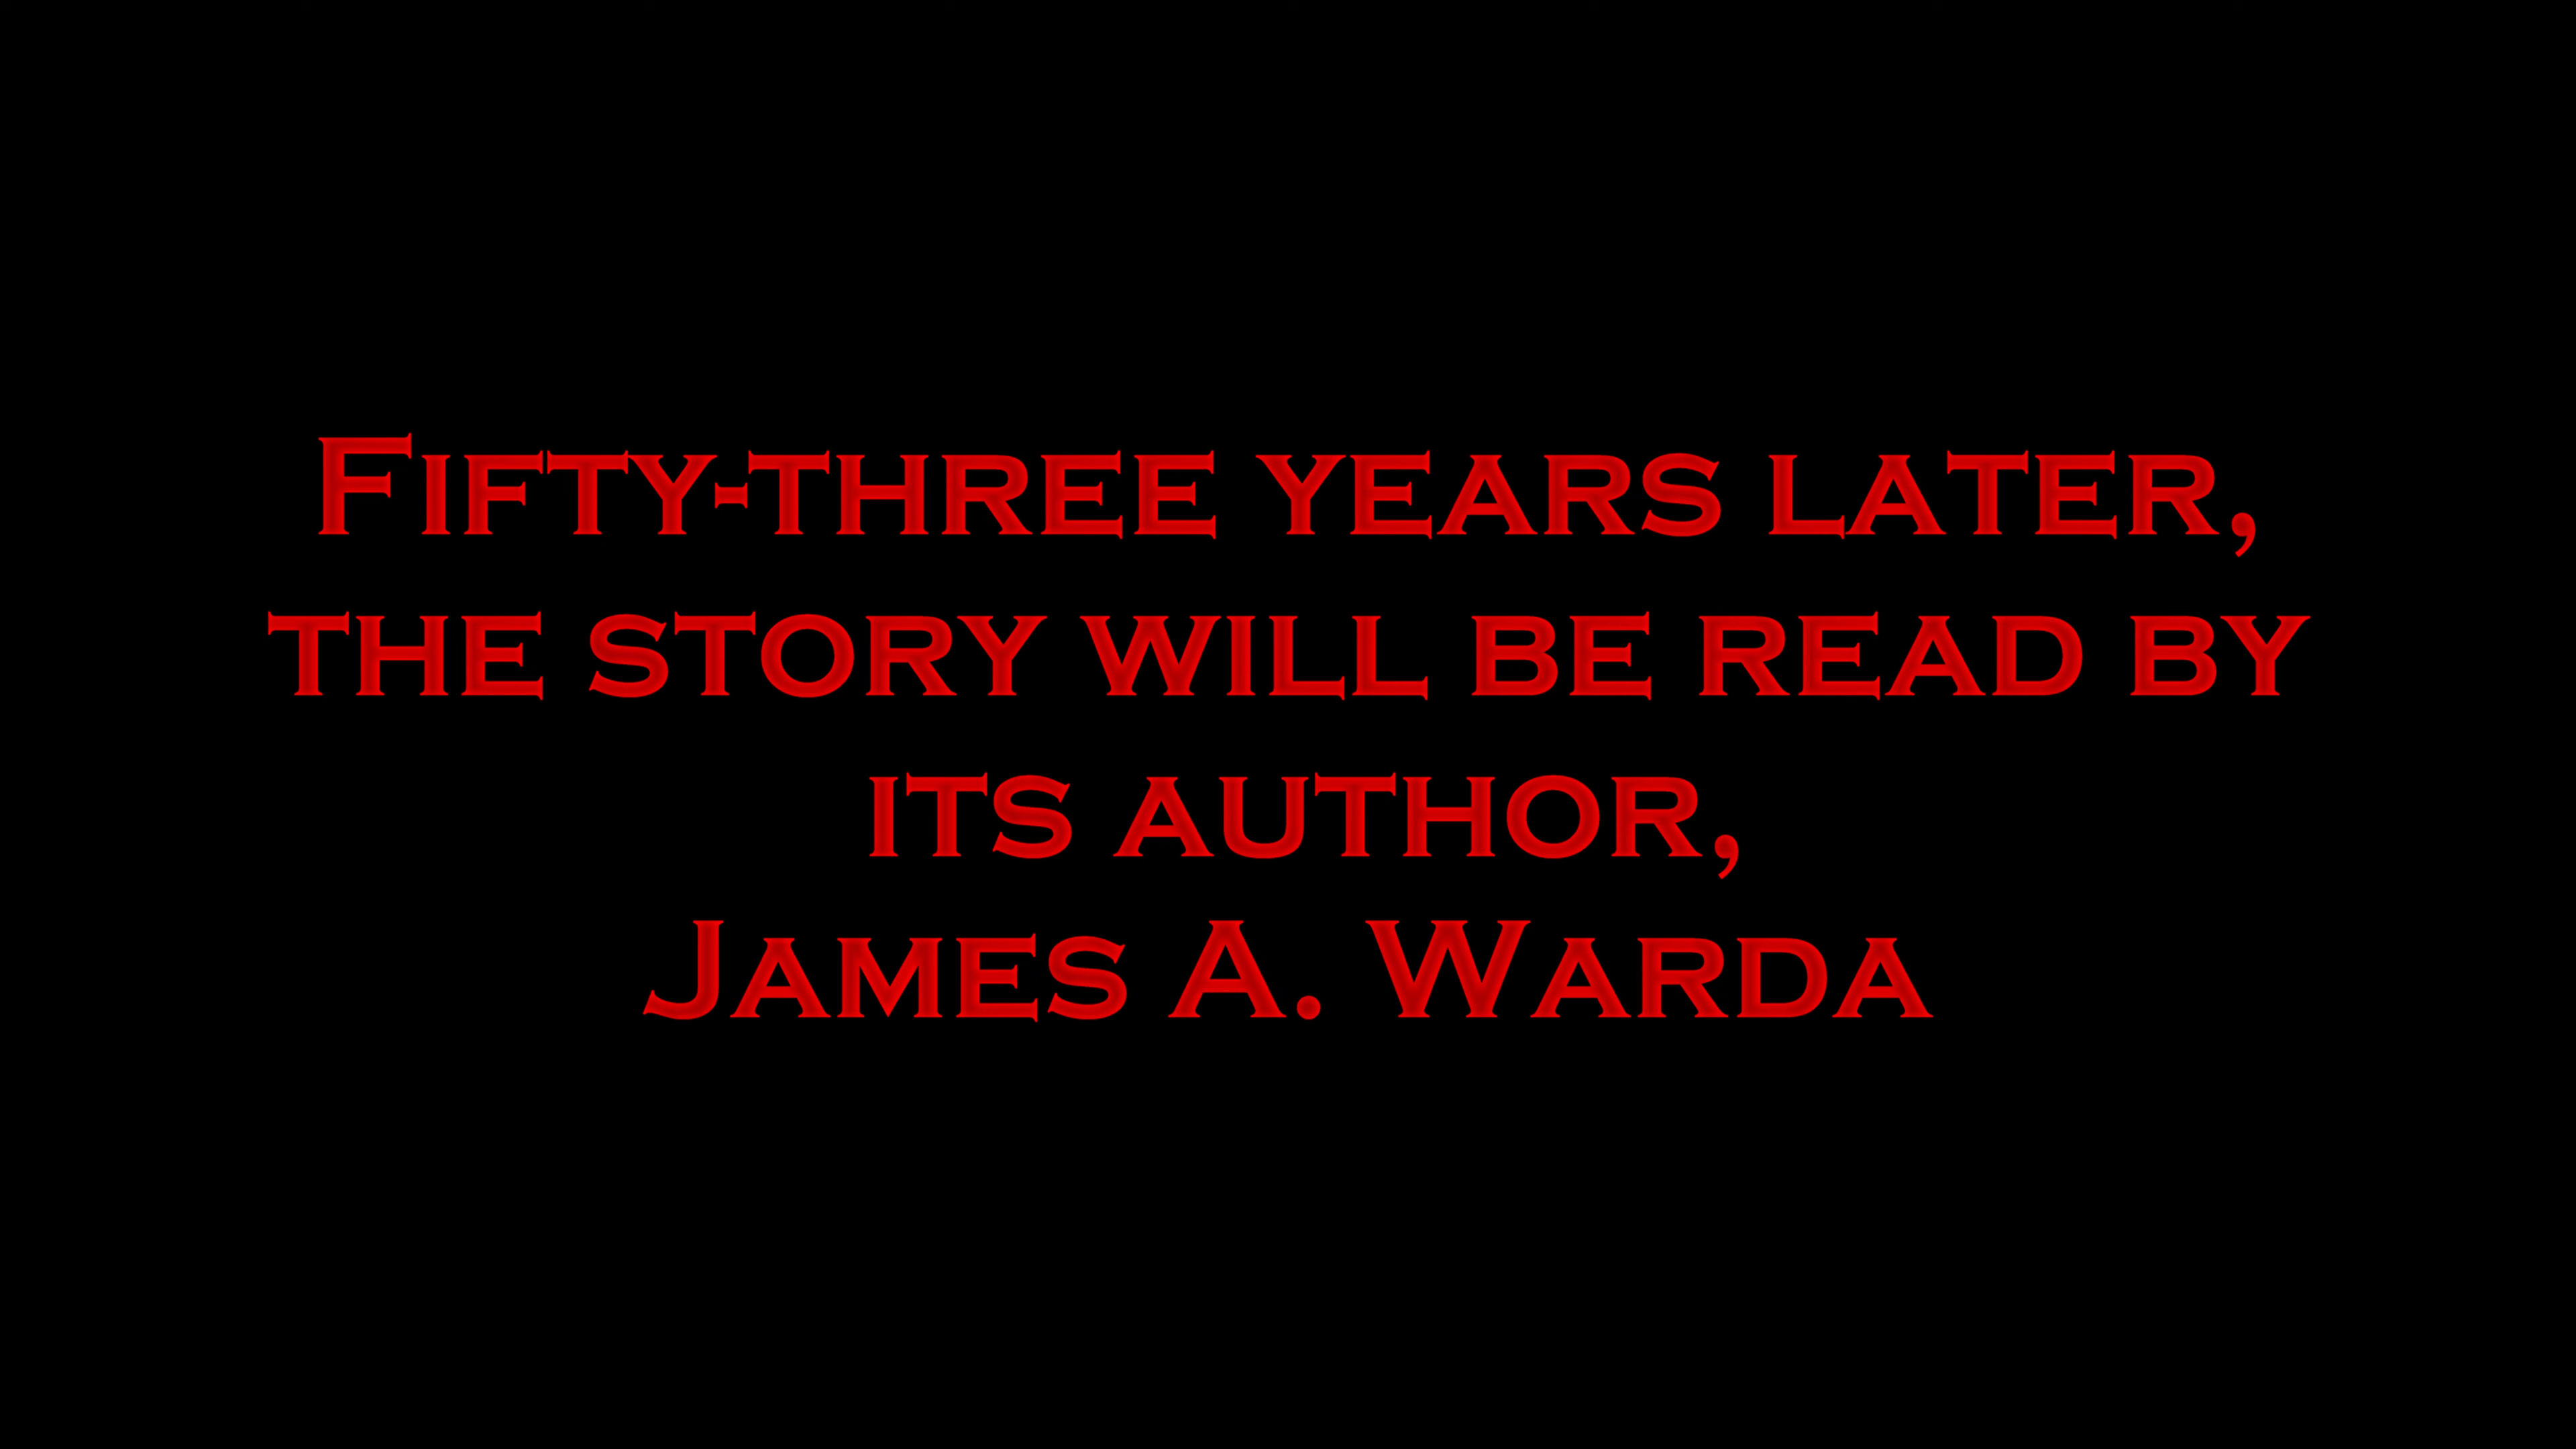 Fifty-three years later,
the story will be read by
its author,
James A. Warda